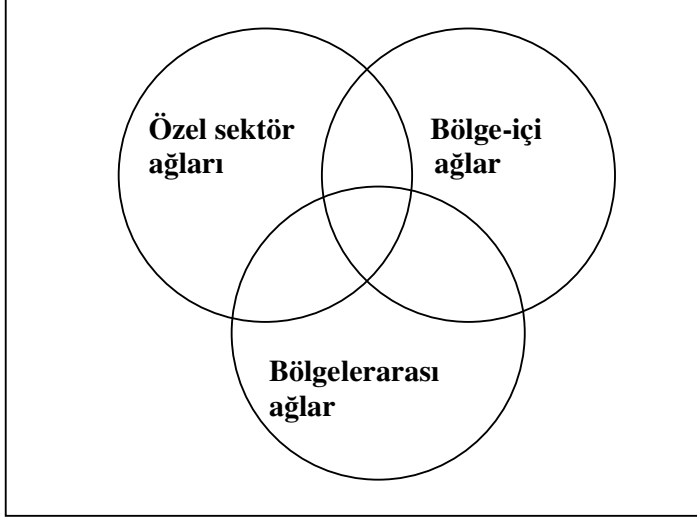 Özel sektör
ağları
Bölge-içi
ağlar
Bölgelerarası
ağlar